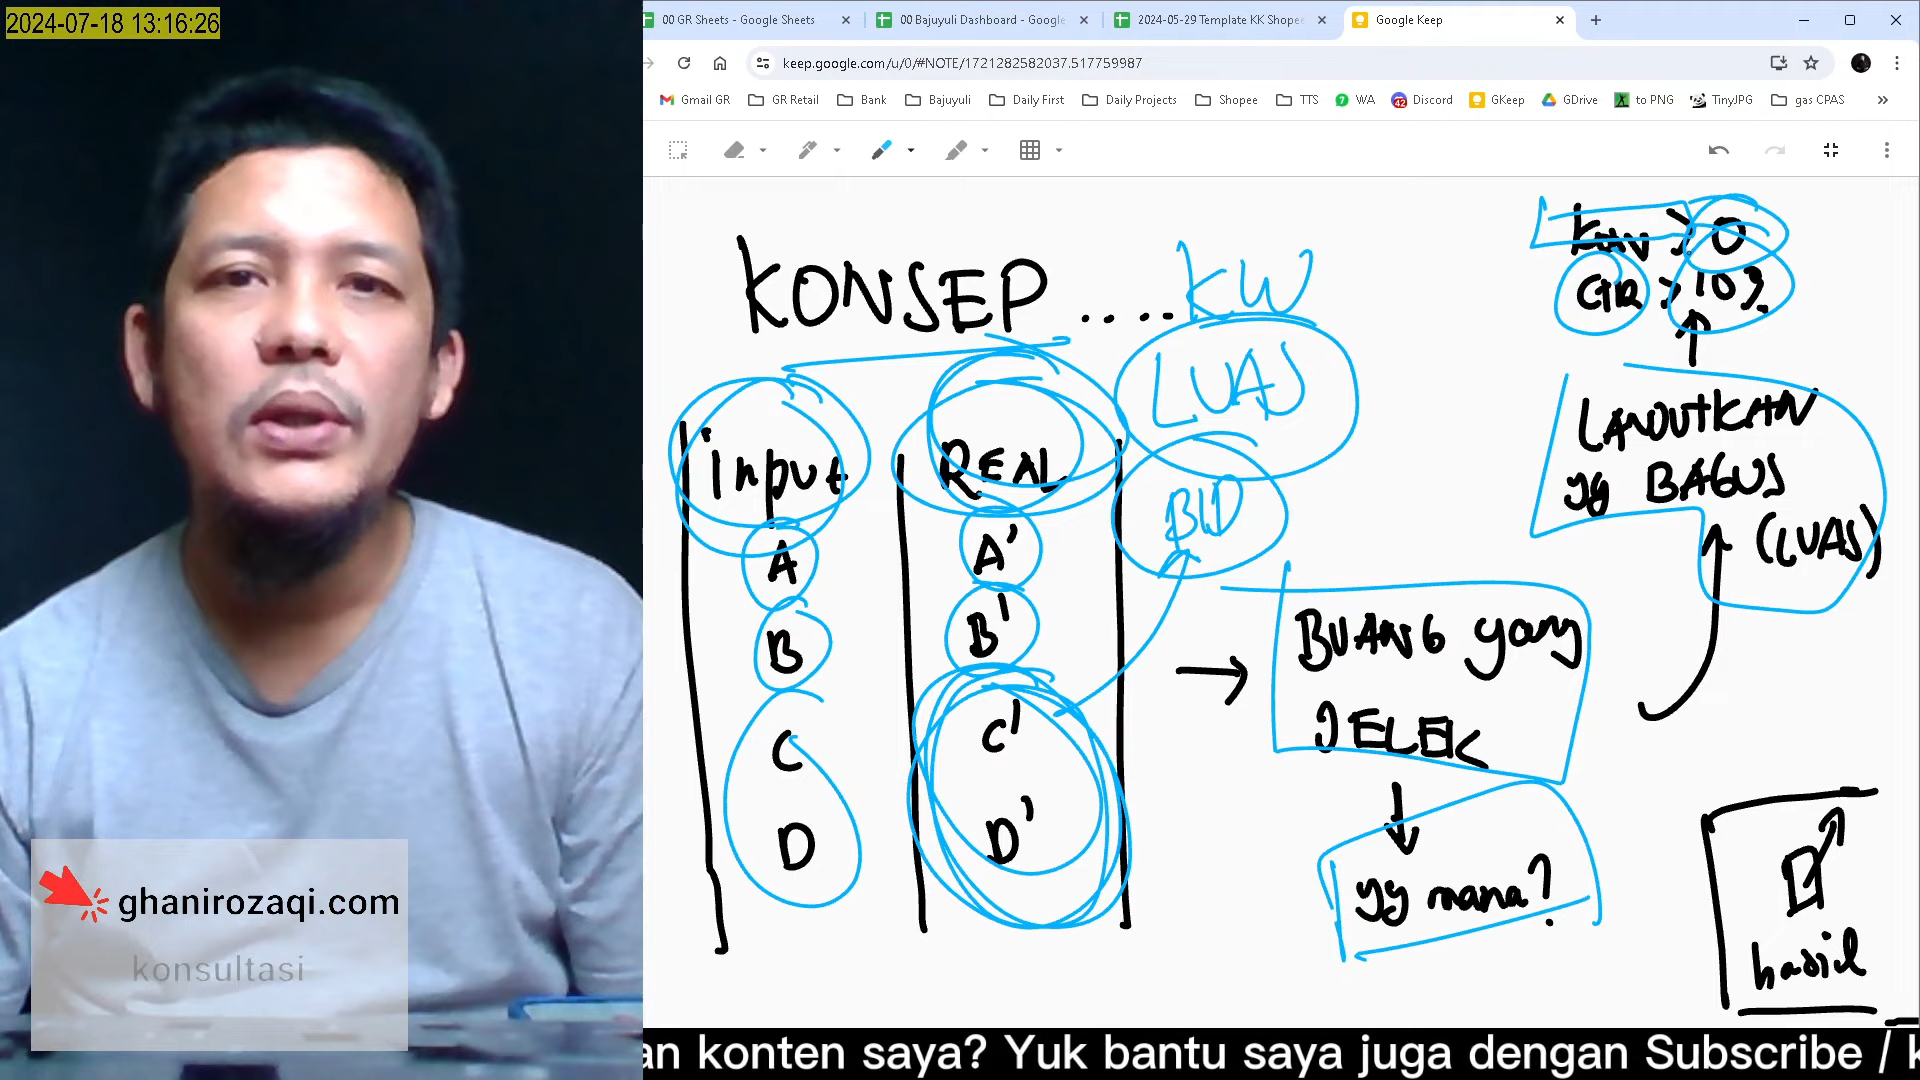 2024-07-18 13:16:26
00 GR Sheets - Google Sheets
00 Bajuyuli Dashboard - Google
2024-05-29 Template KK Shopee
Google Keep
keep.google.com/u/0/#NOTE/1721282582037.517759987
Gmail GR
GR Retail
Bank
Bajuyuli
Daily First
Daily Projects
Shopee
TTS
7 WA
42 Discord
GKeep
GDrive
to PNG
TinyJPG
gas CPAS
KONSEP .....KW
LUAS
BID
input
A
B
C
D
REAL
A'
B'
C'
D'
BUANG yang
JELEK
yg mana?
LANJUTKAN
yg BAGUS
(LUAS)
> 0
hasil
ghanirozaqi.com
konsultasi
an konten saya? Yuk bantu saya juga dengan Subscribe /